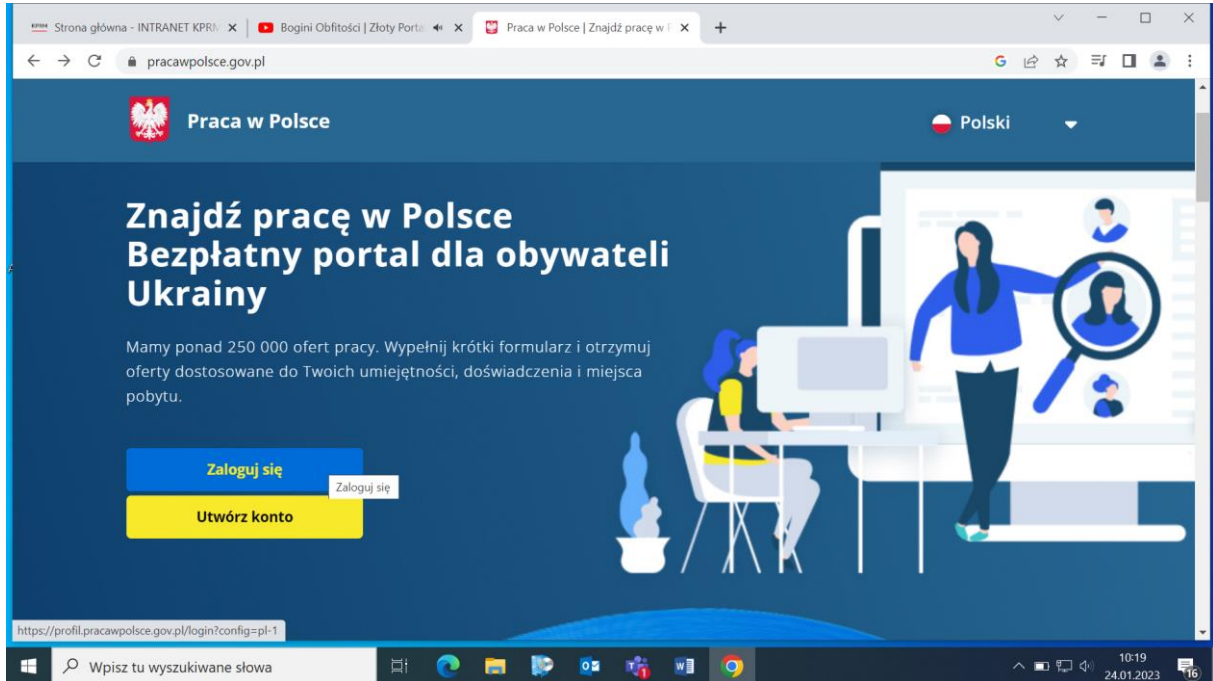 Strona główna - INTRANET KPRM
Bogini Obfitości | Złoty Porta
Praca w Polsce | Znajdź pracę w P
pracawpolsce.gov.pl
Praca w Polsce
Polski
Znajdź pracę w Polsce
Bezpłatny portal dla obywateli
Ukrainy
Mamy ponad 250 000 ofert pracy. Wypełnij krótki formularz i otrzymuj
oferty dostosowane do Twoich umiejętności, doświadczenia i miejsca
pobytu.
Zaloguj się
Zaloguj się
Utwórz konto
https://profil.pracawpolsce.gov.pl/login?config=pl-1
Wpisz tu wyszukiwane słowa
10:19
24.01.2023
16